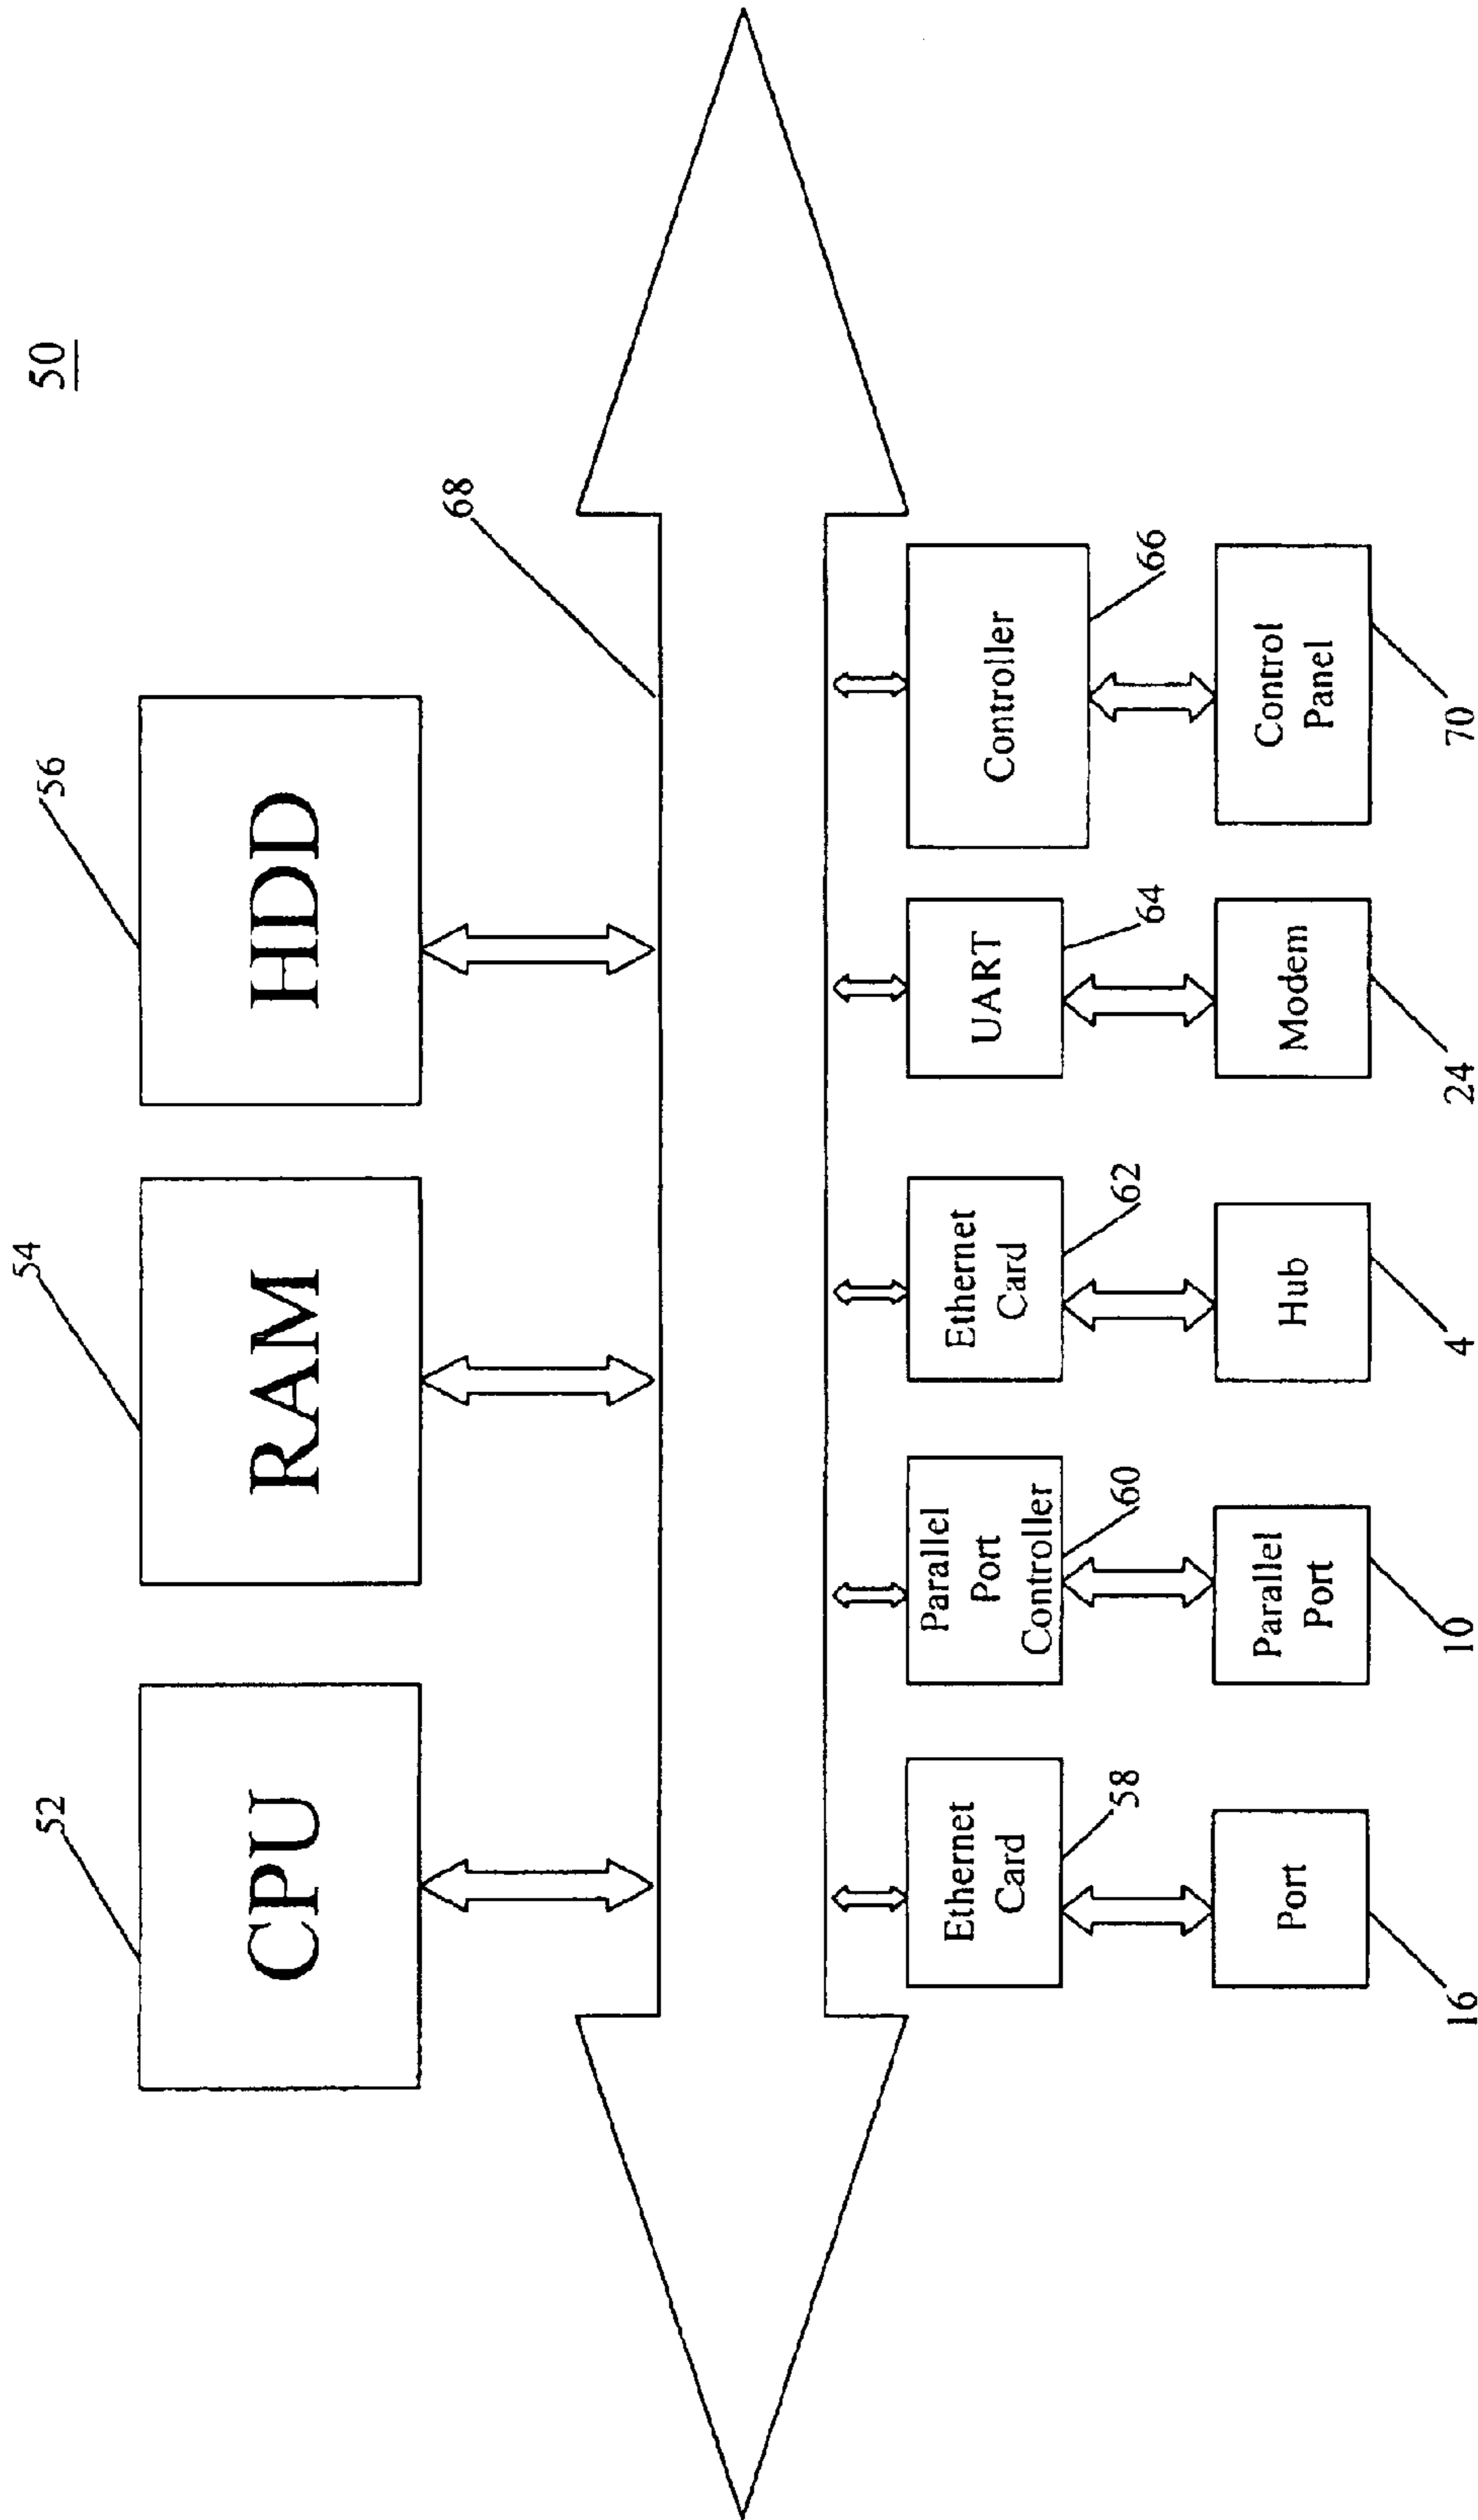 50
52
54
56
CPU
RAM
HDD
68
Ethernet
Card
58
Parallel
Port
Controller
60
Ethernet
Card
62
UART
64
Controller
66
Port
16
Parallel
Port
10
Hub
4
Modem
24
Control
Panel
70